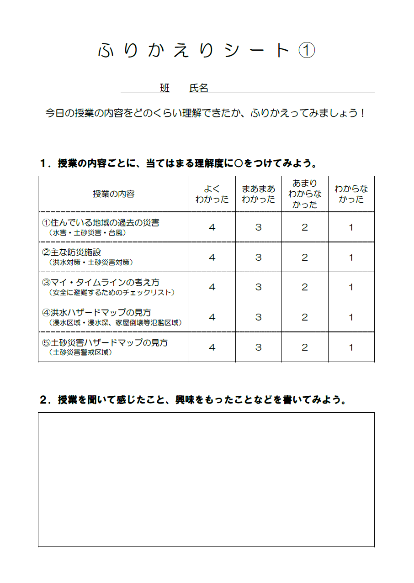 ふりかえりシート①
班 氏名
今日の授業の内容をどのくらい理解できたか、ふりかえってみましょう！
１．授業の内容ごとに、当てはまる理解度に○をつけてみよう。
授業の内容
よく
わかった
まあまあ
わかった
あまり
わからな
かった
わからな
かった
①住んでいる地域の過去の災害
（水害・土砂災害・台風）
4 3 2 1
②主な防災施設
（洪水対策・土砂災害対策）
4 3 2 1
③マイ・タイムラインの考え方
（安全に避難するためのチェックリスト）
4 3 2 1
④洪水ハザードマップの見方
（浸水区域・浸水深、家屋倒壊等氾濫区域）
4 3 2 1
⑤土砂災害ハザードマップの見方
（土砂災害警戒区域）
4 3 2 1
２．授業を聞いて感じたこと、興味をもったことなどを書いてみよう。